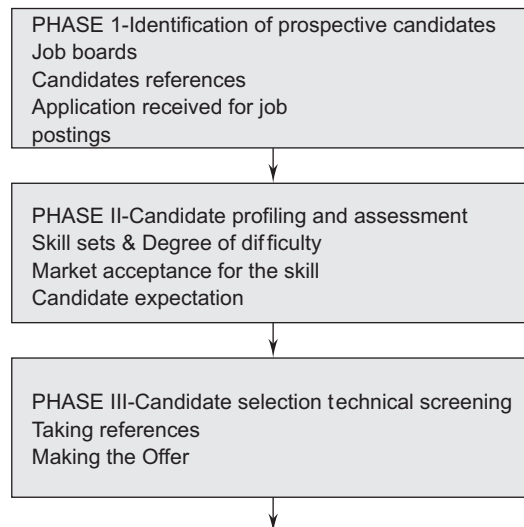 PHASE 1-Identification of prospective candidates
Job boards
Candidates references
Application received for job
postings
PHASE II-Candidate profiling and assessment
Skill sets & Degree of difficulty
Market acceptance for the skill
Candidate expectation
PHASE III-Candidate selection technical screening
Taking references
Making the Offer